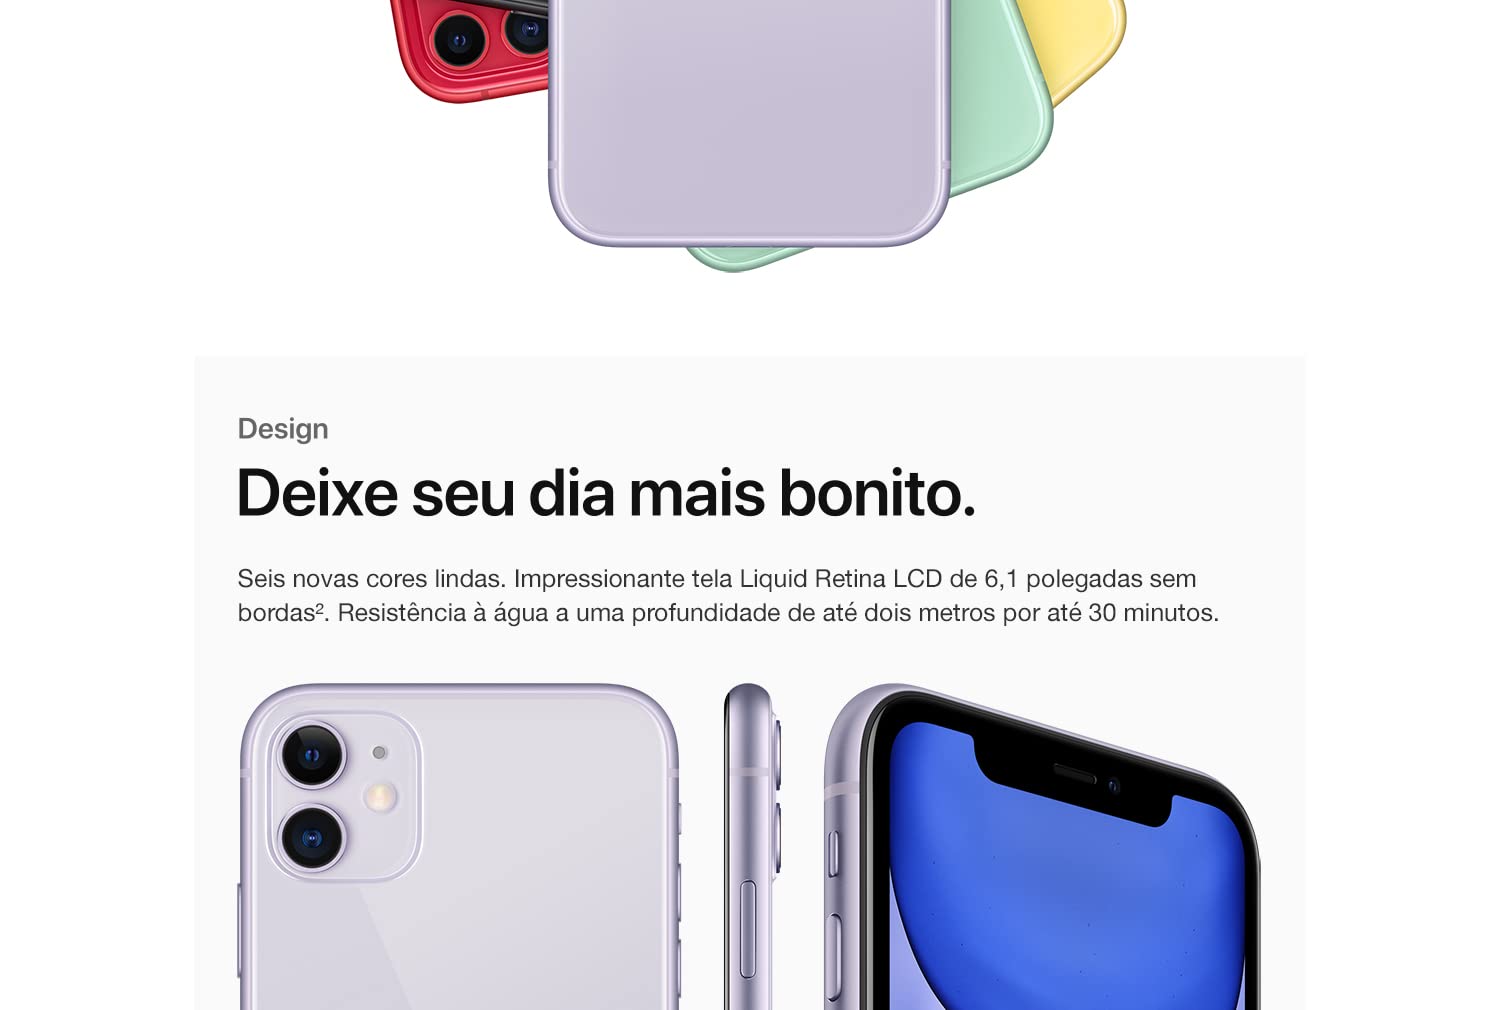 Design
Deixe seu dia mais bonito.
Seis novas cores lindas. Impressionante tela Liquid Retina LCD de 6,1 polegadas sem
bordas². Resistência à água a uma profundidade de até dois metros por até 30 minutos.